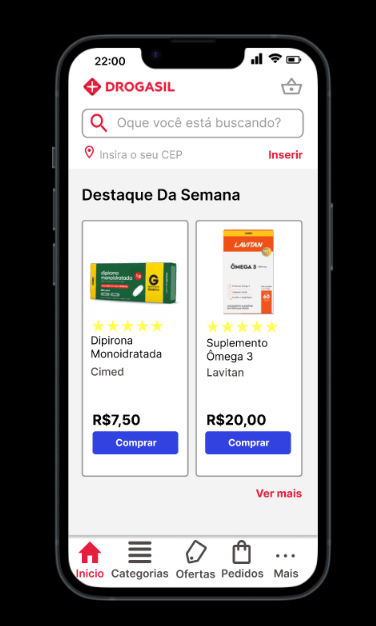 22:00
DROGASIL
Oque você está buscando?
Insira o seu CEP
Inserir
Destaque Da Semana
dipirona
monoidratada
G
LAVITAN
ÔMEGA 3
60
Dipirona
Monoidratada
Cimed
Suplemento
Ômega 3
Lavitan
R$7,50
R$20,00
Comprar
Comprar
Ver mais
Inicio
Categorias
Ofertas
Pedidos
Mais